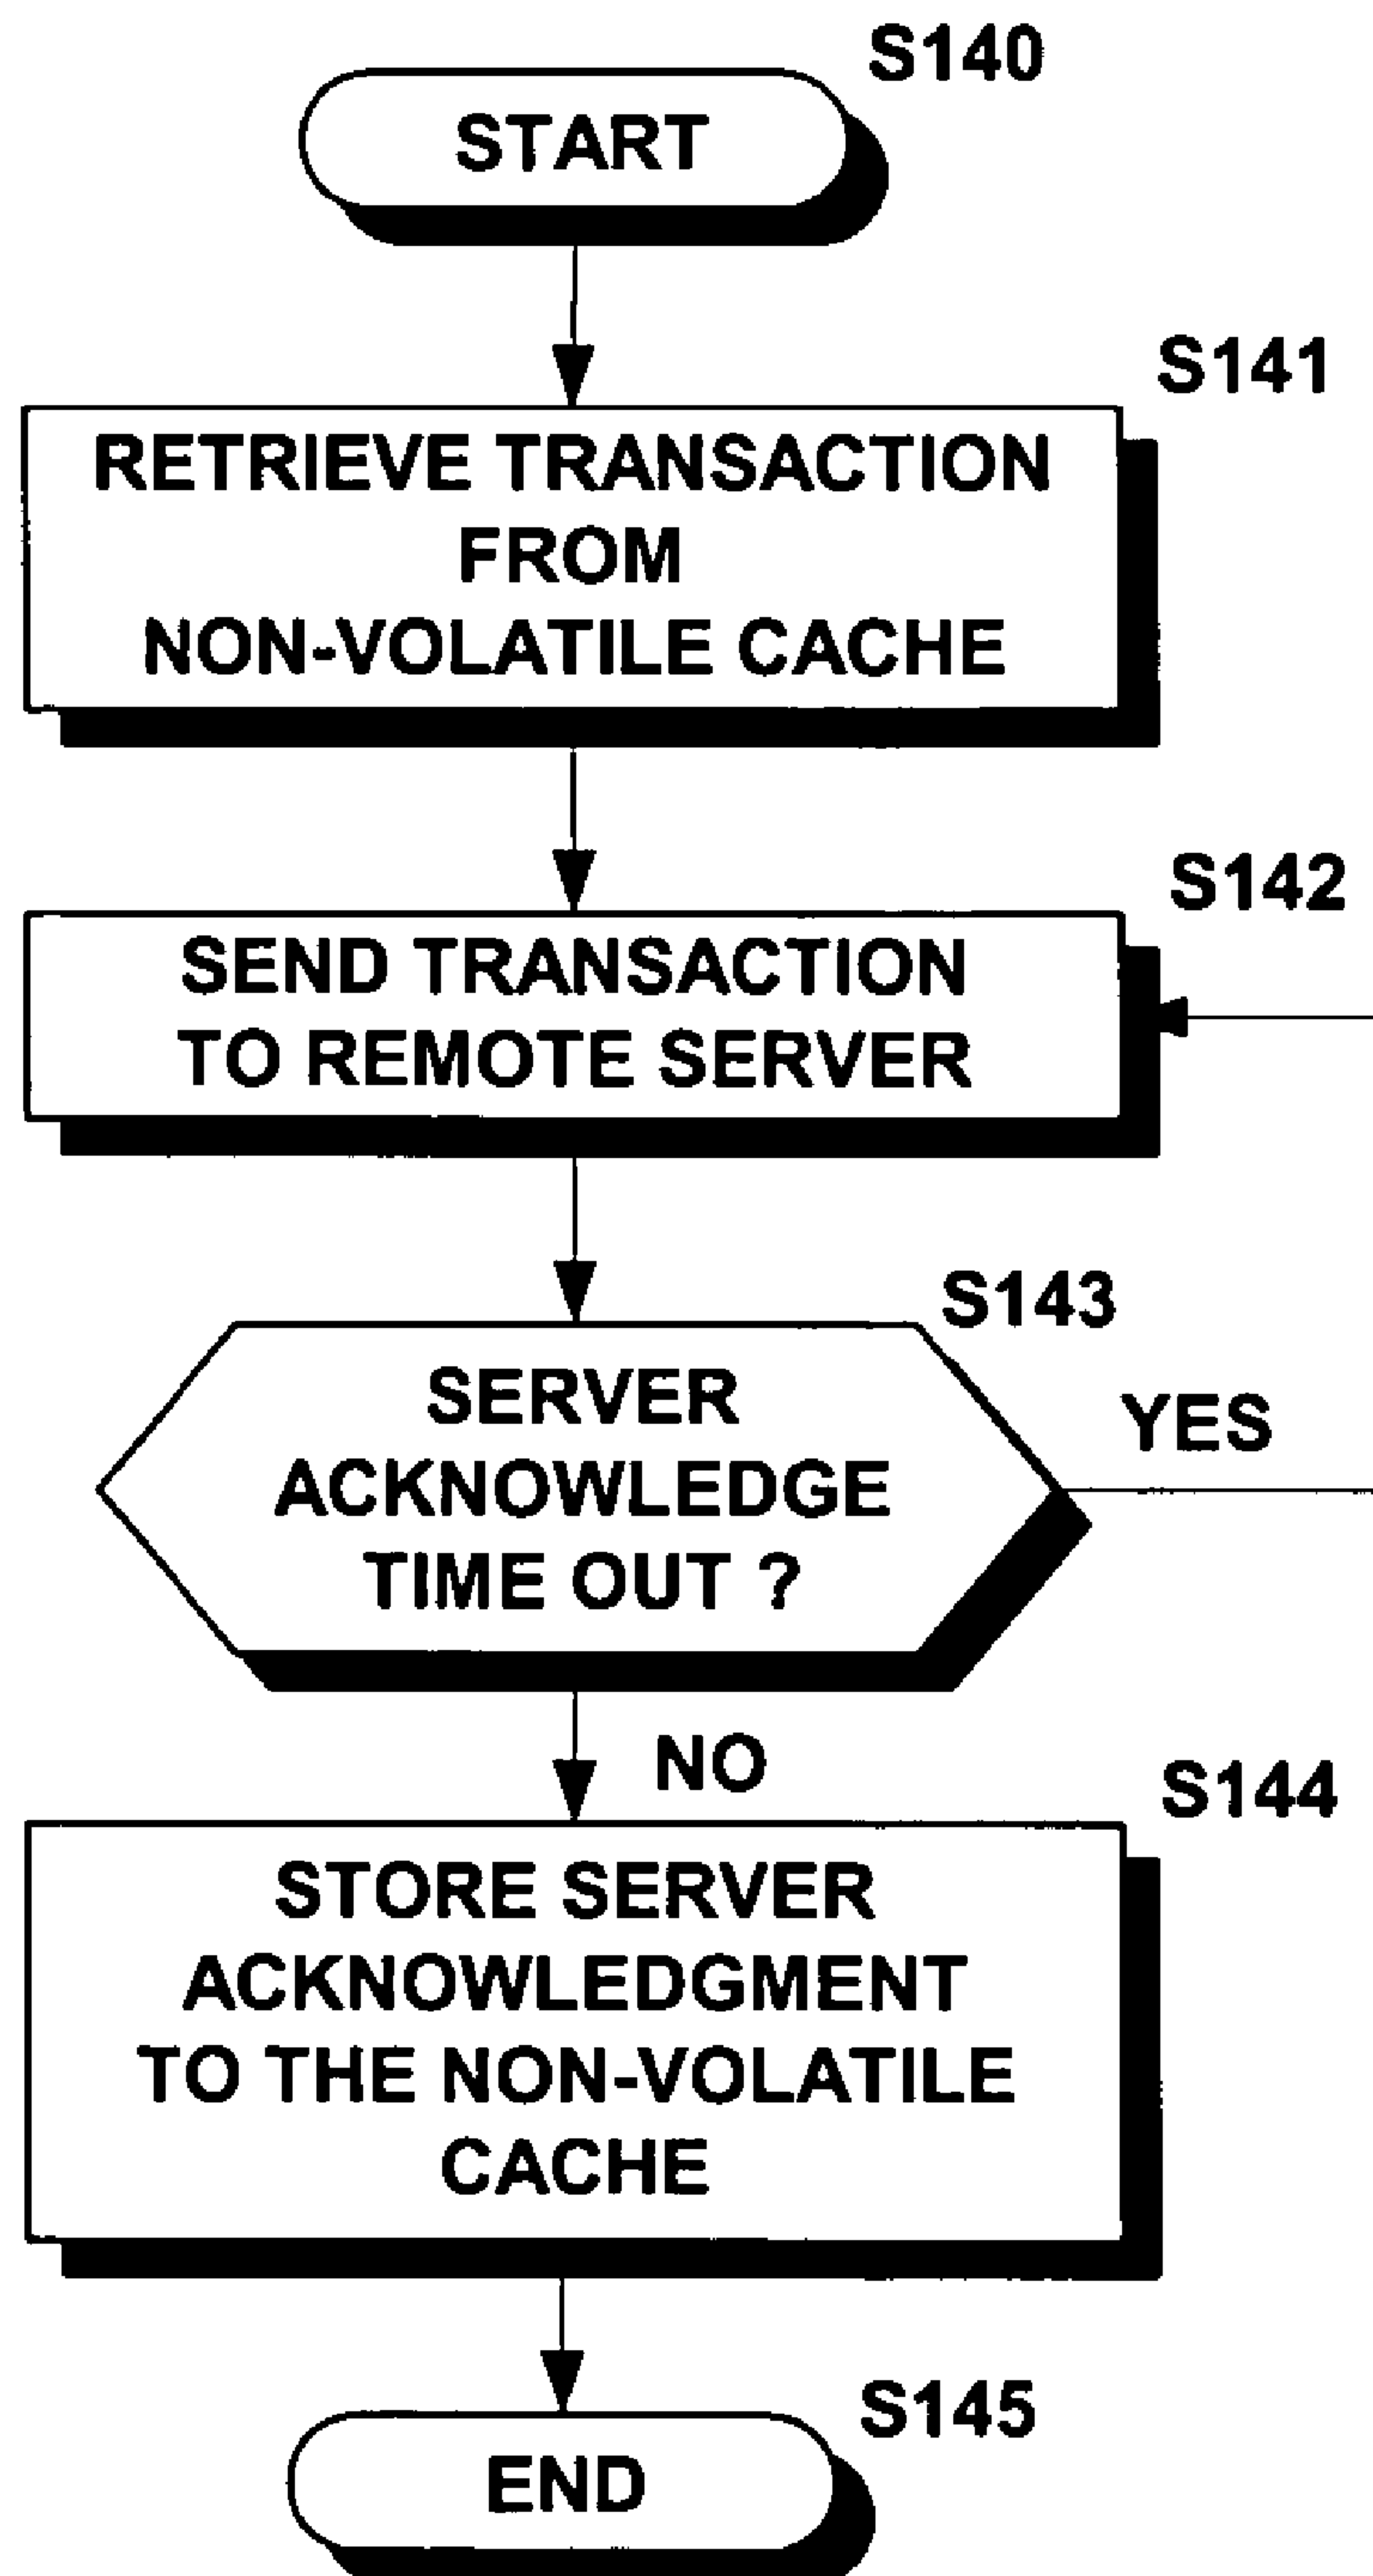 S140
START
S141
RETRIEVE TRANSACTION
FROM
NON-VOLATILE CACHE
S142
SEND TRANSACTION
TO REMOTE SERVER
S143
SERVER
ACKNOWLEDGE
TIME OUT ?
YES
NO
S144
STORE SERVER
ACKNOWLEDGMENT
TO THE NON-VOLATILE
CACHE
S145
END